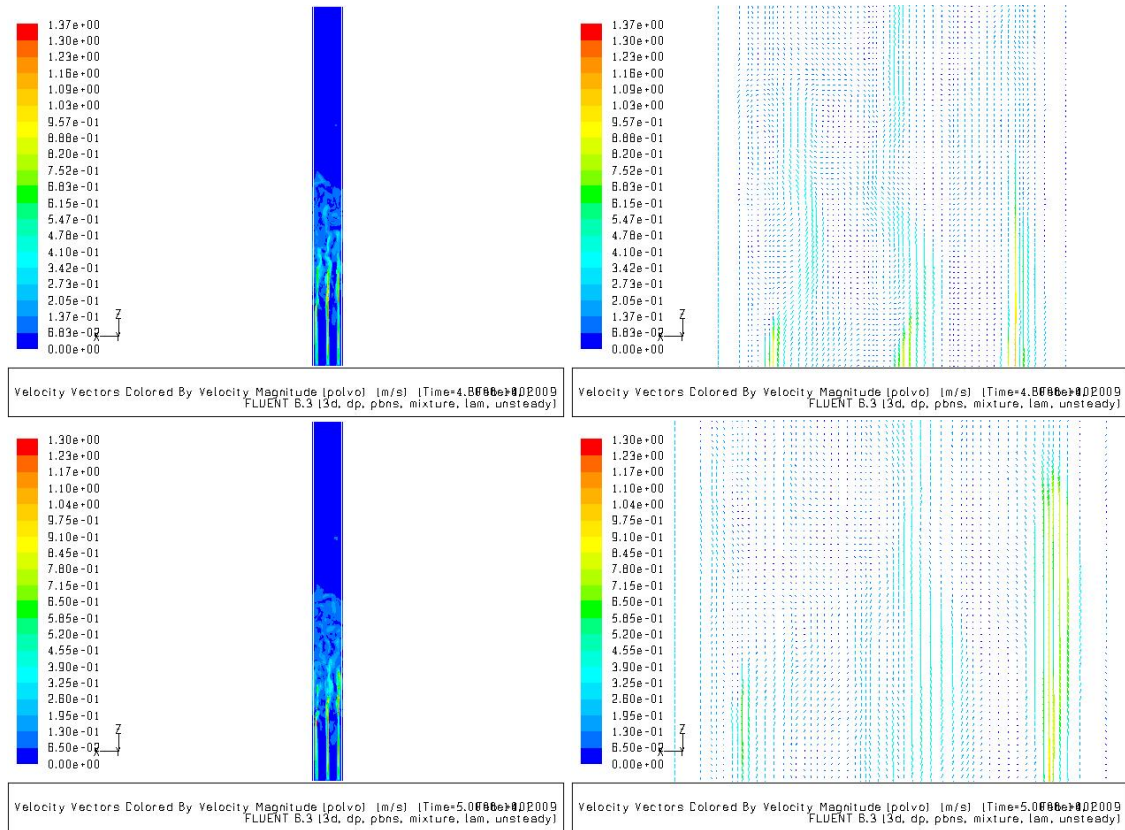 1.37e+00
1.30e+00
1.23e+00
1.16e+00
1.09e+00
1.03e+00
9.57e-01
8.88e-01
8.20e-01
7.52e-01
6.83e-01
6.15e-01
5.47e-01
4.78e-01
4.10e-01
3.42e-01
2.73e-01
2.05e-01
1.37e-01
6.83e-02
0.00e+00
Z
X Y
Velocity Vectors Colored By Velocity Magnitude (polvo) (m/s) (Time=4.
FLUENT 6.3 (3d, dp, pbns, mixture, lam, unsteady)
1.37e+00
1.30e+00
1.23e+00
1.16e+00
1.09e+00
1.03e+00
9.57e-01
8.88e-01
8.20e-01
7.52e-01
6.83e-01
6.15e-01
5.47e-01
4.78e-01
4.10e-01
3.42e-01
2.73e-01
2.05e-01
1.37e-01
6.83e-02
0.00e+00
Z
X Y
Velocity Vectors Colored By Velocity Magnitude (polvo) (m/s) (Time=4.
FLUENT 6.3 (3d, dp, pbns, mixture, lam, unsteady)
1.30e+00
1.23e+00
1.17e+00
1.10e+00
1.04e+00
9.75e-01
9.10e-01
8.45e-01
7.80e-01
7.15e-01
6.50e-01
5.85e-01
5.20e-01
4.55e-01
3.90e-01
3.25e-01
2.60e-01
1.95e-01
1.30e-01
6.50e-02
0.00e+00
Z
X Y
Velocity Vectors Colored By Velocity Magnitude (polvo) (m/s) (Time=5.00
FLUENT 6.3 (3d, dp, pbns, mixture, lam, unsteady)
1.30e+00
1.23e+00
1.17e+00
1.10e+00
1.04e+00
9.75e-01
9.10e-01
8.45e-01
7.80e-01
7.15e-01
6.50e-01
5.85e-01
5.20e-01
4.55e-01
3.90e-01
3.25e-01
2.60e-01
1.95e-01
1.30e-01
6.50e-02
0.00e+00
Z
X Y
Velocity Vectors Colored By Velocity Magnitude (polvo) (m/s) (Time=5.00
FLUENT 6.3 (3d, dp, pbns, mixture, lam, unsteady)